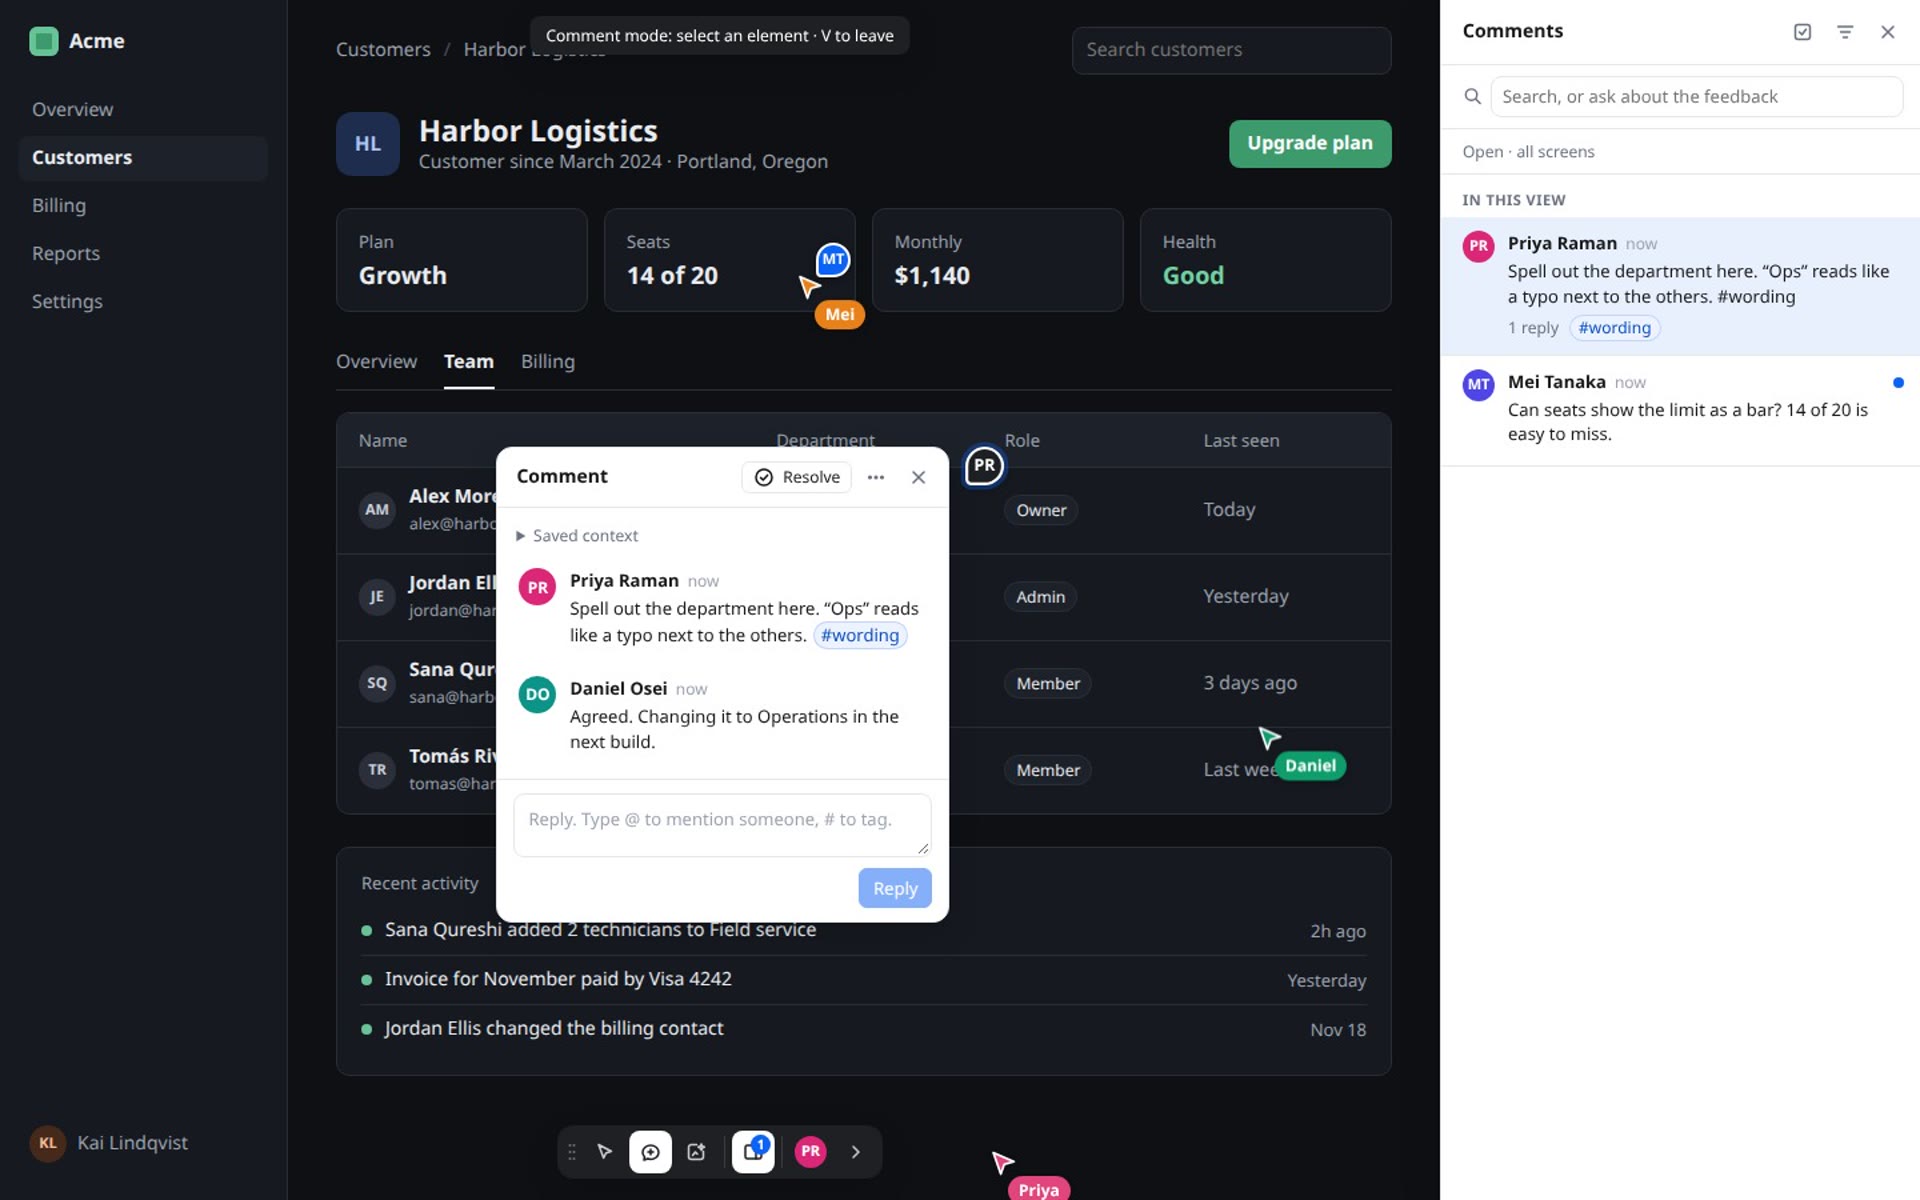 Acme
Overview
Customers
Billing
Reports
Settings
KL Kai Lindqvist
Customers / Harbor
Comment mode: select an element · V to leave
Search customers
HL
Harbor Logistics
Customer since March 2024 · Portland, Oregon
Upgrade plan
Plan
Growth
Seats
14 of 20
MT
Mei
Monthly
$1,140
Health
Good
Overview Team Billing
Name Department Role Last seen
PR
AM Alex More
alex@harbo
Owner Today
JE Jordan Ell
jordan@har
Admin Yesterday
SQ Sana Qur
sana@harb
Member 3 days ago
TR Tomás Riv
tomas@har
Member Last wee
Daniel
Comment Resolve
Saved context
PR Priya Raman now
Spell out the department here. “Ops” reads
like a typo next to the others. #wording
DO Daniel Osei now
Agreed. Changing it to Operations in the
next build.
Reply. Type @ to mention someone, # to tag.
Reply
Recent activity
Sana Qureshi added 2 technicians to Field service 2h ago
Invoice for November paid by Visa 4242 Yesterday
Jordan Ellis changed the billing contact Nov 18
1 PR
Priya
Comments
Search, or ask about the feedback
Open · all screens
IN THIS VIEW
PR Priya Raman now
Spell out the department here. “Ops” reads like
a typo next to the others. #wording
1 reply #wording
MT Mei Tanaka now
Can seats show the limit as a bar? 14 of 20 is
easy to miss.